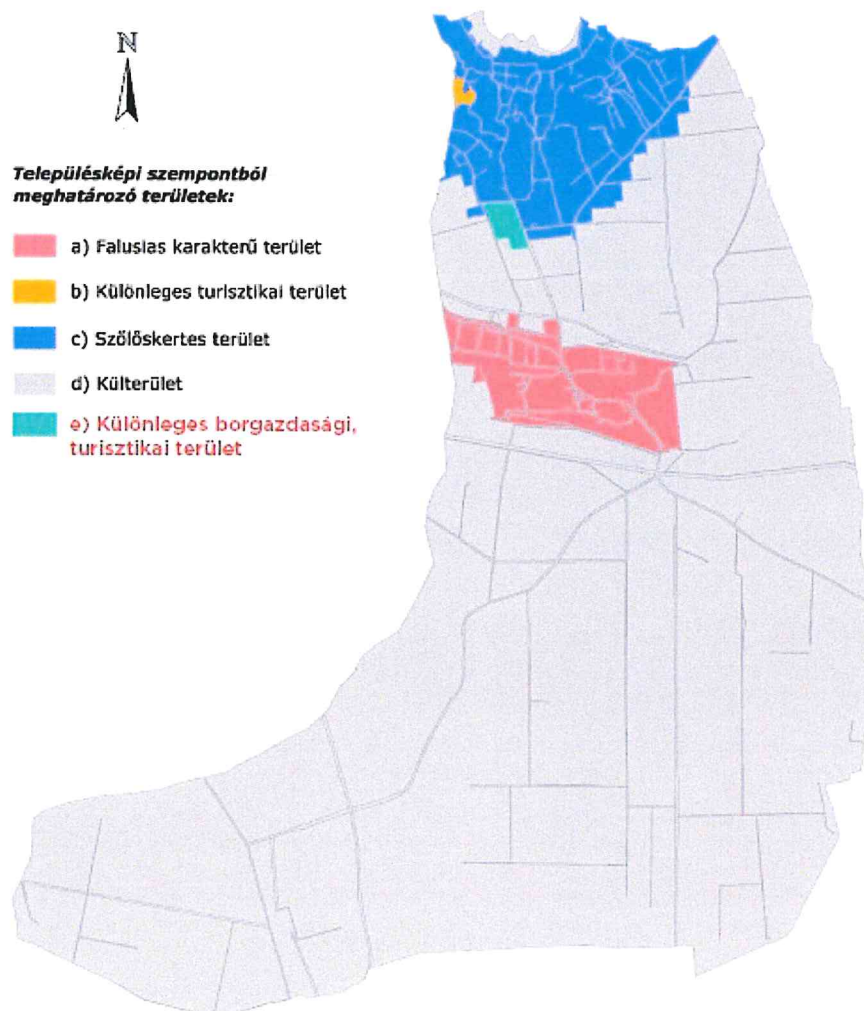 N
Településképi szempontból
meghatározó területek:
a) Falusias karakterű terület
b) Különleges turisztikai terület
c) Szőlőskertes terület
d) Külterület
e) Különleges borgazdasági,
turisztikai terület